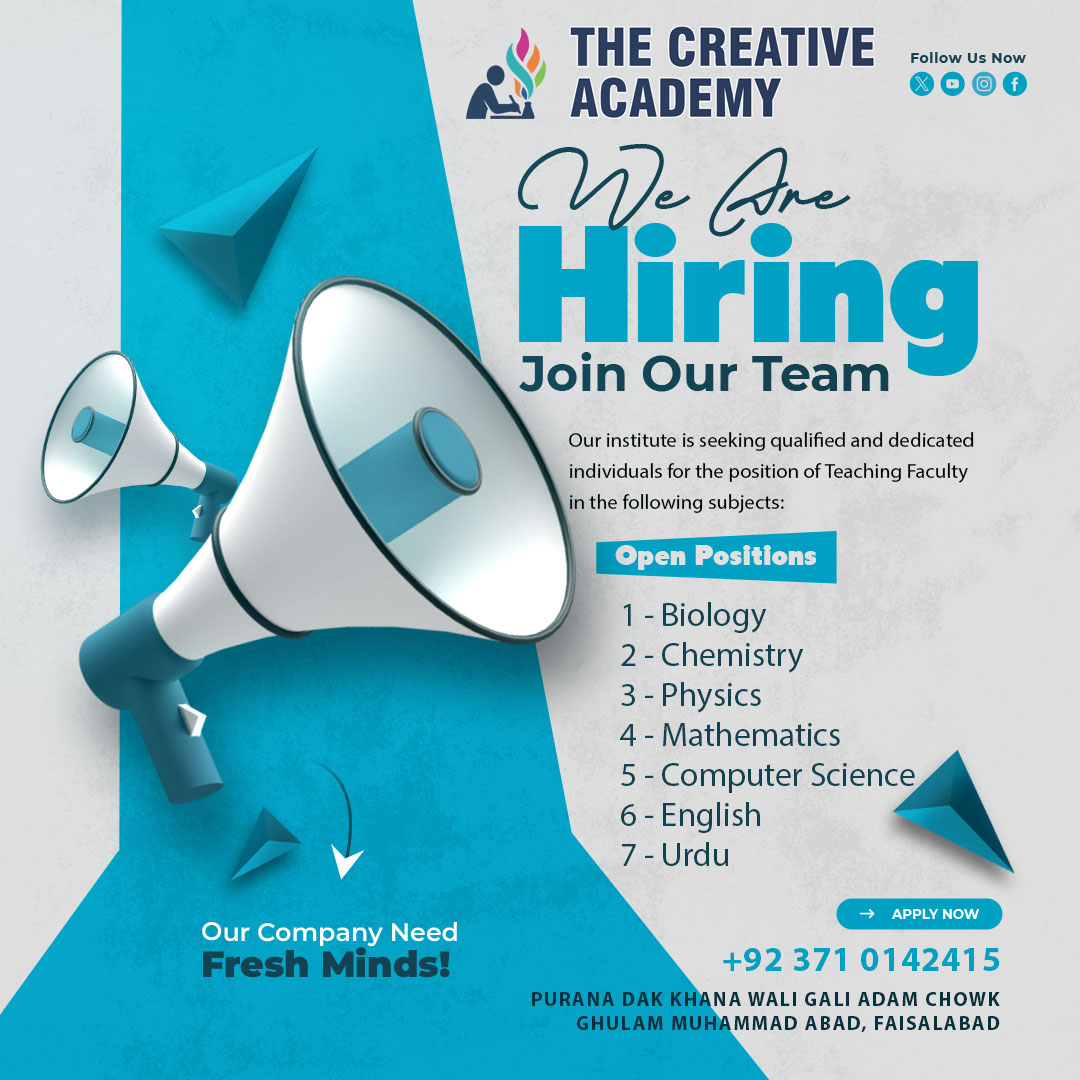 THE CREATIVE
ACADEMY
Follow Us Now
We Are
Hiring
Join Our Team
Our institute is seeking qualified and dedicated
individuals for the position of Teaching Faculty
in the following subjects:
Open Positions
1 - Biology
2 - Chemistry
3 - Physics
4 - Mathematics
5 - Computer Science
6 - English
7 - Urdu
Our Company Need
Fresh Minds!
→ APPLY NOW
+92 371 0142415
PURANA DAK KHANA WALI GALI ADAM CHOWK
GHULAM MUHAMMAD ABAD, FAISALABAD